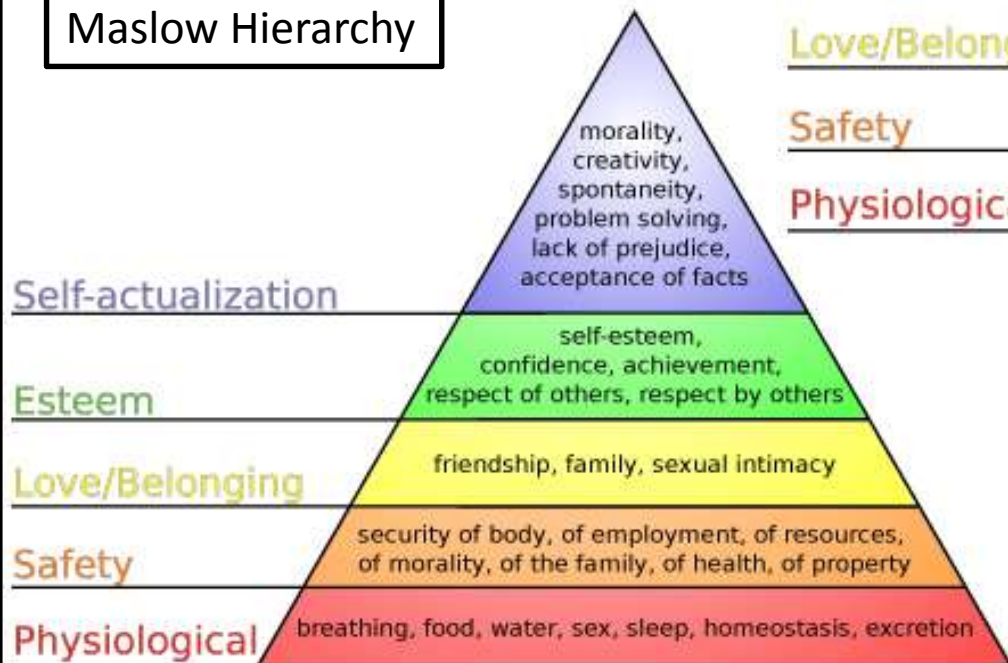 Maslow Hierarchy
morality,
creativity,
spontaneity,
problem solving,
lack of prejudice,
acceptance of facts
Self-actualization
self-esteem,
confidence, achievement,
respect of others, respect by others
Esteem
friendship, family, sexual intimacy
Love/Belonging
security of body, of employment, of resources,
of morality, of the family, of health, of property
Safety
breathing, food, water, sex, sleep, homeostasis, excretion
Physiological
Safety